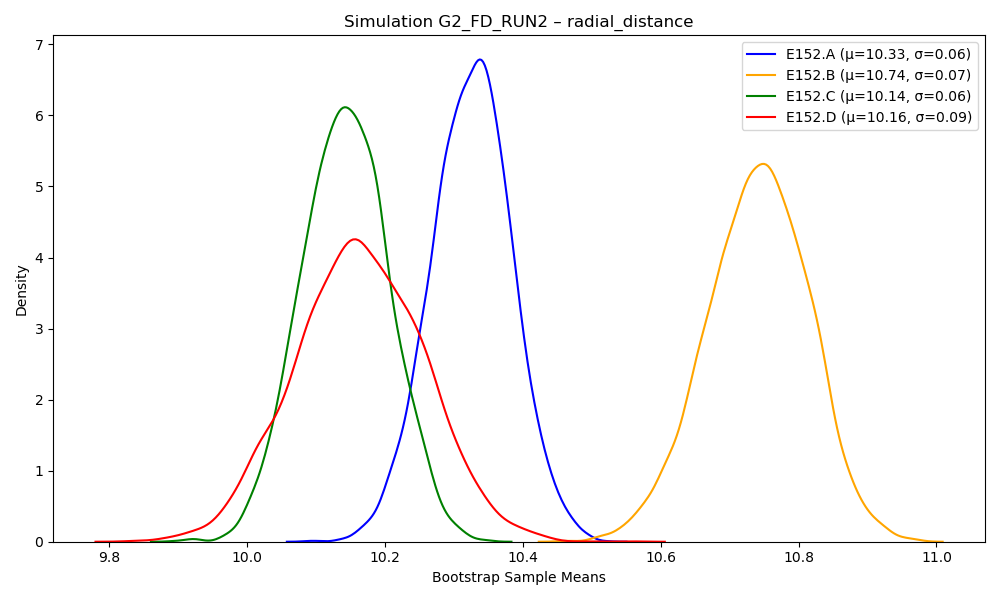 Simulation G2_FD_RUN2 – radial_distance
E152.A (μ=10.33, σ=0.06)
E152.B (μ=10.74, σ=0.07)
E152.C (μ=10.14, σ=0.06)
E152.D (μ=10.16, σ=0.09)
Density
7
6
5
4
3
2
1
0
9.8 10.0 10.2 10.4 10.6 10.8 11.0
Bootstrap Sample Means